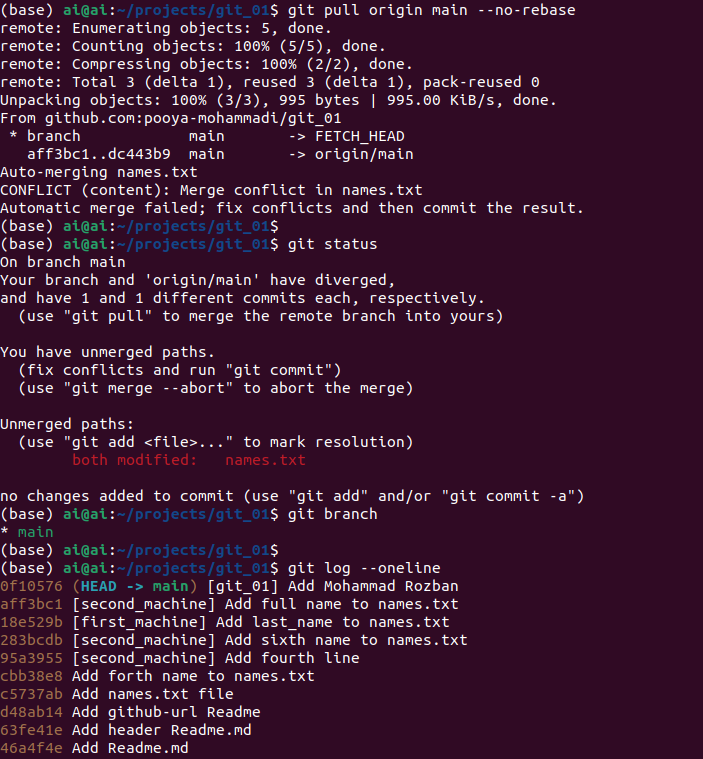 (base) ai@ai:~/projects/git_01$ git pull origin main --no-rebase
remote: Enumerating objects: 5, done.
remote: Counting objects: 100% (5/5), done.
remote: Compressing objects: 100% (2/2), done.
remote: Total 3 (delta 1), reused 3 (delta 1), pack-reused 0
Unpacking objects: 100% (3/3), 995 bytes | 995.00 KiB/s, done.
From github.com:pooya-mohammadi/git_01
 * branch            main       -> FETCH_HEAD
   aff3bc1..dc443b9  main       -> origin/main
Auto-merging names.txt
CONFLICT (content): Merge conflict in names.txt
Automatic merge failed; fix conflicts and then commit the result.
(base) ai@ai:~/projects/git_01$
(base) ai@ai:~/projects/git_01$ git status
On branch main
Your branch and 'origin/main' have diverged,
and have 1 and 1 different commits each, respectively.
  (use "git pull" to merge the remote branch into yours)

You have unmerged paths.
  (fix conflicts and run "git commit")
  (use "git merge --abort" to abort the merge)

Unmerged paths:
  (use "git add <file>..." to mark resolution)
        both modified:   names.txt

no changes added to commit (use "git add" and/or "git commit -a")
(base) ai@ai:~/projects/git_01$ git branch
* main
(base) ai@ai:~/projects/git_01$
(base) ai@ai:~/projects/git_01$ git log --oneline
0f10576 (HEAD -> main) [git_01] Add Mohammad Rozban
aff3bc1 [second_machine] Add full name to names.txt
18e529b [first_machine] Add last_name to names.txt
283bcdb [second_machine] Add sixth name to names.txt
95a3955 [second_machine] Add fourth line
cbb38e8 Add forth name to names.txt
c5737ab Add names.txt file
d48ab14 Add github-url Readme
63fe41e Add header Readme.md
46a4f4e Add Readme.md